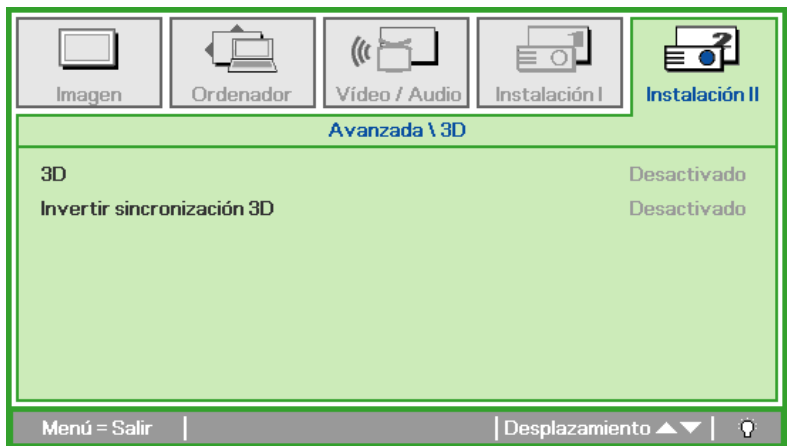 Imagen
Ordenador
Vídeo / Audio
Instalación I
Instalación II
Avanzada \ 3D
3D Desactivado
Invertir sincronización 3D Desactivado
Menú = Salir Desplazamiento